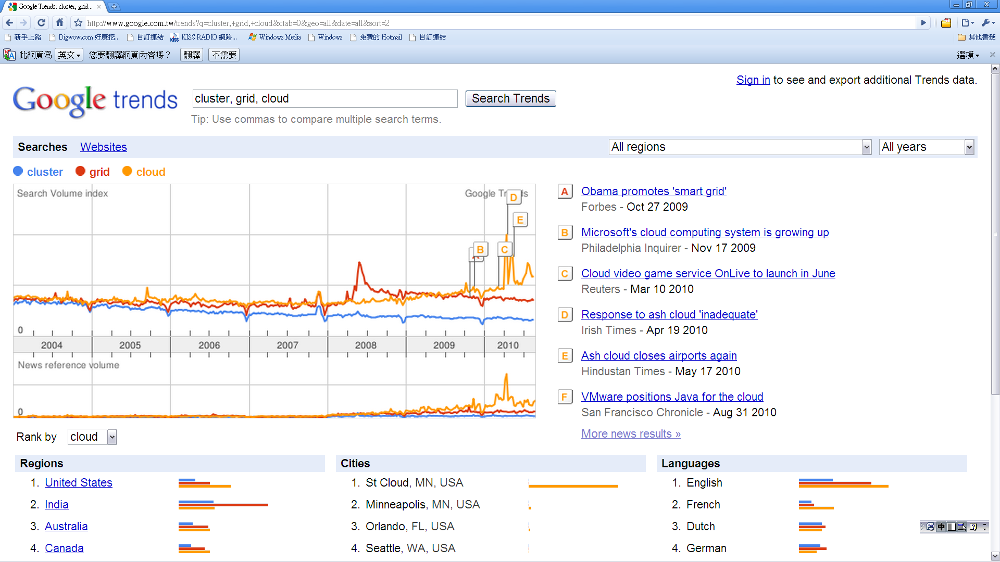 Google Trends: cluster, grid...
http://www.google.com.tw/trends?q=cluster,+grid,+cloud&ctab=0&geo=all&date=all&sort=2
新手上路 Digwow.com 好康挖... 自訂連結 KISS RADIO 網路... Windows Media Windows 免費的 Hotmail 自訂連結 其他書籤
此網頁為 英文 您要翻譯網頁內容嗎？ 翻譯 不需要 選項
Sign in to see and export additional Trends data.
Google trends
cluster, grid, cloud
Search Trends
Tip: Use commas to compare multiple search terms.
Searches Websites
All regions
All years
cluster grid cloud
Search Volume index
Google Trends
D
E
B
A
C
0
2004 2005 2006 2007 2008 2009 2010
News reference volume
0
A Obama promotes 'smart grid'
Forbes - Oct 27 2009
B Microsoft's cloud computing system is growing up
Philadelphia Inquirer - Nov 17 2009
C Cloud video game service OnLive to launch in June
Reuters - Mar 10 2010
D Response to ash cloud 'inadequate'
Irish Times - Apr 19 2010
E Ash cloud closes airports again
Hindustan Times - May 17 2010
F VMware positions Java for the cloud
San Francisco Chronicle - Aug 31 2010
More news results »
Rank by cloud
Regions
1. United States
2. India
3. Australia
4. Canada
Cities
1. St Cloud, MN, USA
2. Minneapolis, MN, USA
3. Orlando, FL, USA
4. Seattle, WA, USA
Languages
1. English
2. French
3. Dutch
4. German
中